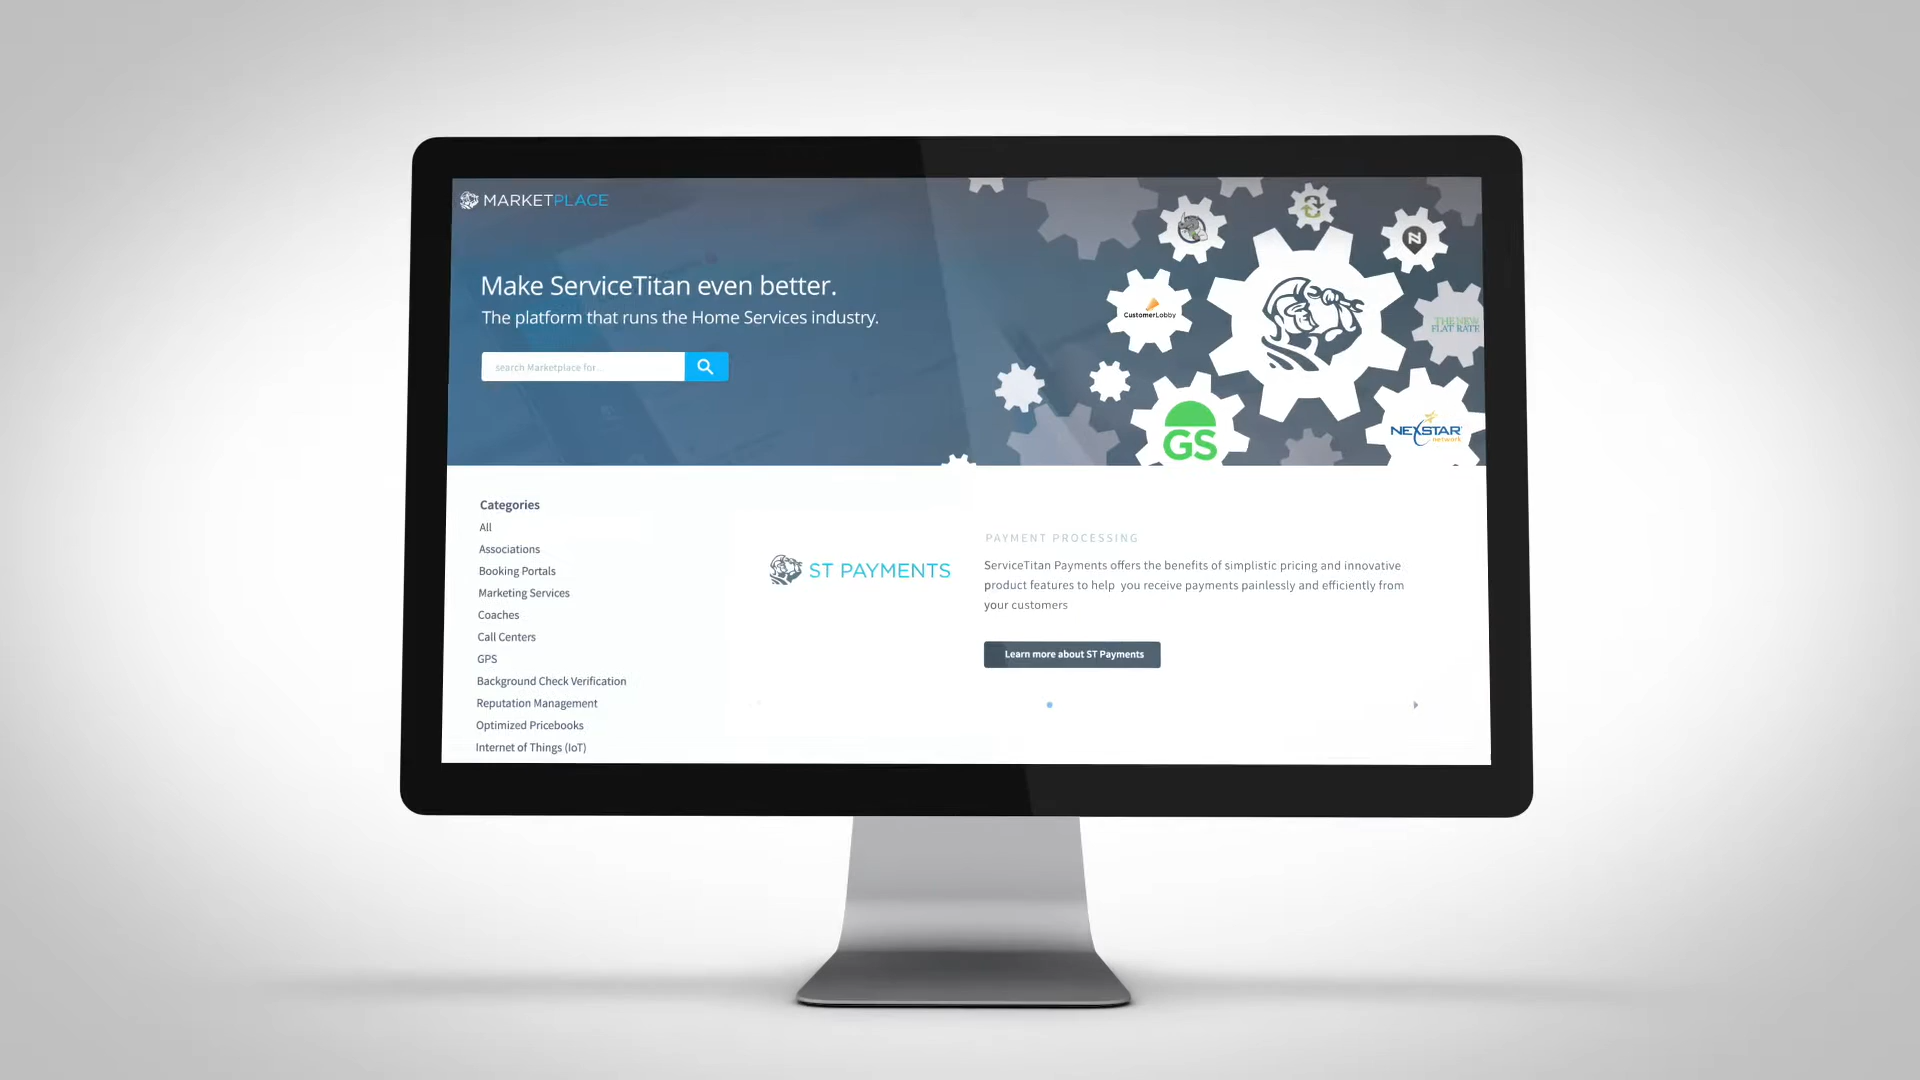 MARKETPLACE
Make ServiceTitan even better.
The platform that runs the Home Services industry.
search Marketplace for...
CustomerLobby
THE NEW
FLAT RATE
GS
NEXSTAR
network
Categories
All
Associations
Booking Portals
Marketing Services
Coaches
Call Centers
GPS
Background Check Verification
Reputation Management
Optimized Pricebooks
Internet of Things (IoT)
ST PAYMENTS
PAYMENT PROCESSING
ServiceTitan Payments offers the benefits of simplistic pricing and innovative
product features to help you receive payments painlessly and efficiently from
your customers
Learn more about ST Payments